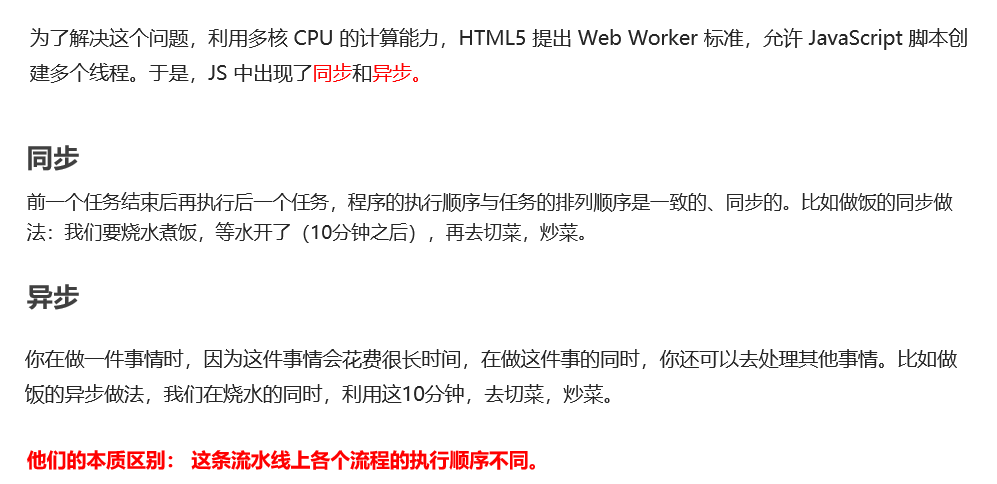 为了解决这个问题，利用多核 CPU 的计算能力，HTML5 提出 Web Worker 标准，允许 JavaScript 脚本创
建多个线程。于是，JS 中出现了同步和异步。
同步
前一个任务结束后再执行后一个任务，程序的执行顺序与任务的排列顺序是一致的、同步的。比如做饭的同步做
法：我们要烧水煮饭，等水开了（10分钟之后），再去切菜，炒菜。
异步
你在做一件事情时，因为这件事情会花费很长时间，在做这件事的同时，你还可以去处理其他事情。比如做
饭的异步做法，我们在烧水的同时，利用这10分钟，去切菜，炒菜。
他们的本质区别： 这条流水线上各个流程的执行顺序不同。